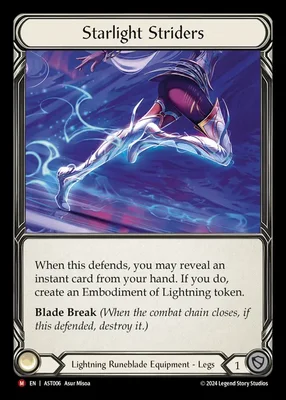 Starlight Striders
When this defends, you may reveal an
instant card from your hand. If you do,
create an Embodiment of Lightning token.
Blade Break (When the combat chain closes, if
this defended, destroy it.)
Lightning Runeblade Equipment - Legs
1
M EN | AST006 Asur Misoa
© 2024 Legend Story Studios